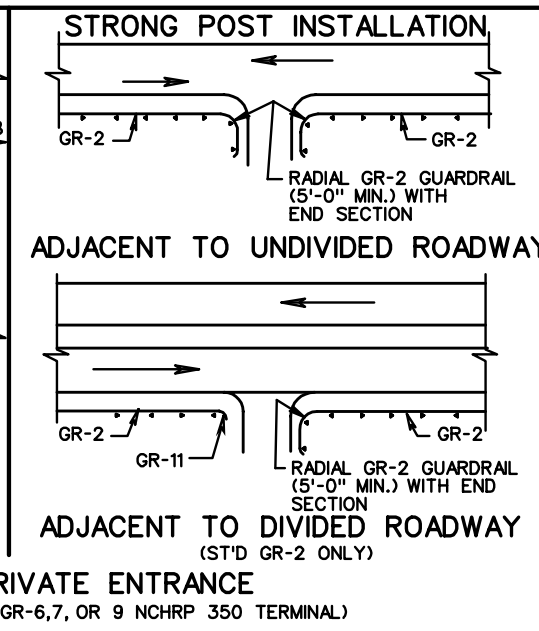 STRONG POST INSTALLATION
GR-2
GR-2
RADIAL GR-2 GUARDRAIL
(5'-0" MIN.) WITH
END SECTION
ADJACENT TO UNDIVIDED ROADWAY
GR-2
GR-11
GR-2
RADIAL GR-2 GUARDRAIL
(5'-0" MIN.) WITH END
SECTION
ADJACENT TO DIVIDED ROADWAY
(ST'D GR-2 ONLY)
RIVATE ENTRANCE
GR-6,7, OR 9 NCHRP 350 TERMINAL)